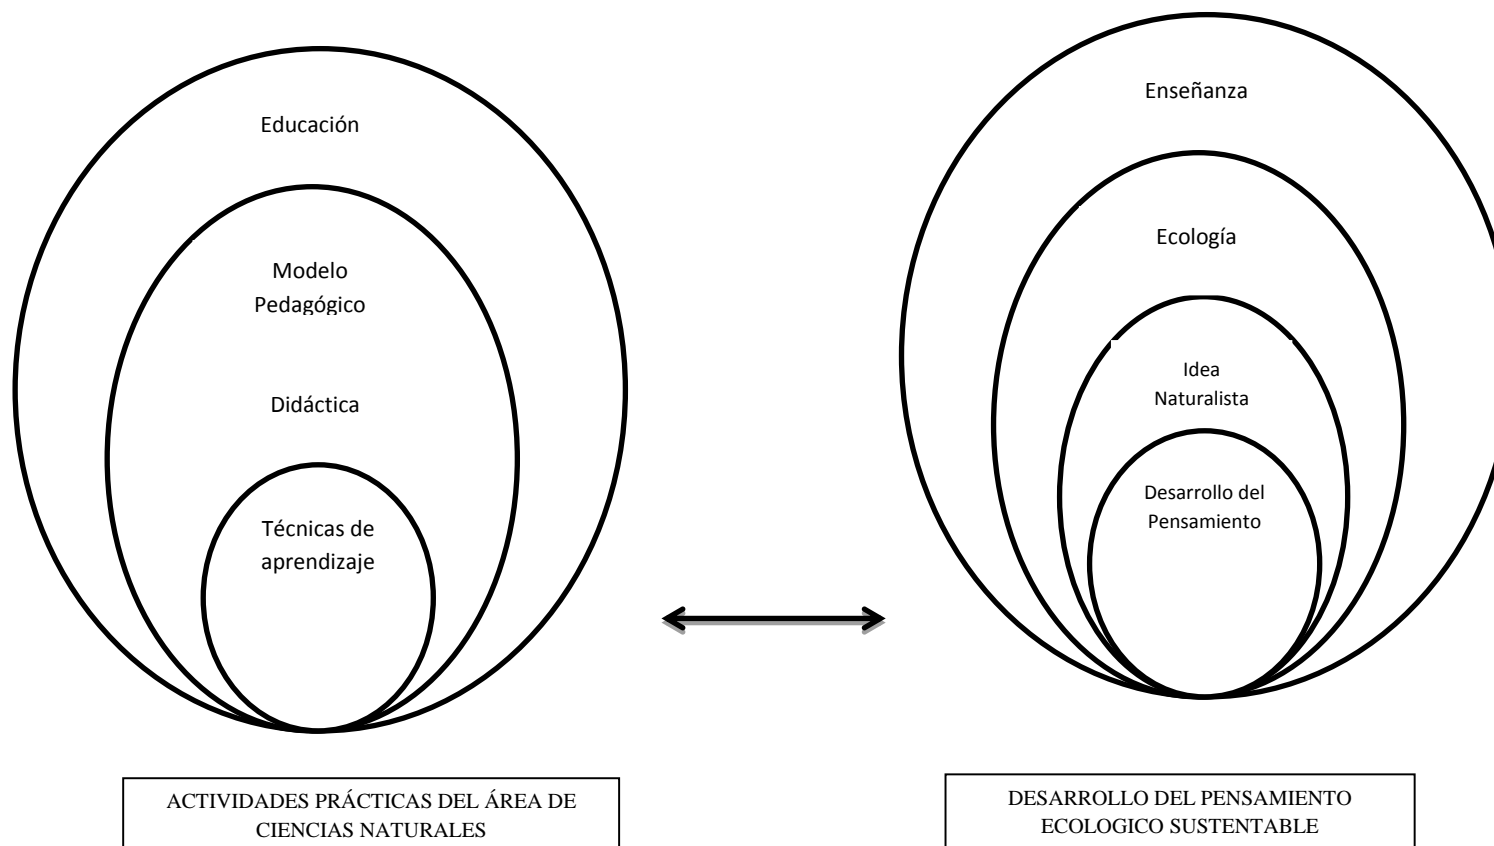 Educación
Modelo
Pedagógico
Didáctica
Técnicas de
aprendizaje
ACTIVIDADES PRÁCTICAS DEL ÁREA DE
CIENCIAS NATURALES
Enseñanza
Ecología
Idea
Naturalista
Desarrollo del
Pensamiento
DESARROLLO DEL PENSAMIENTO
ECOLOGICO SUSTENTABLE